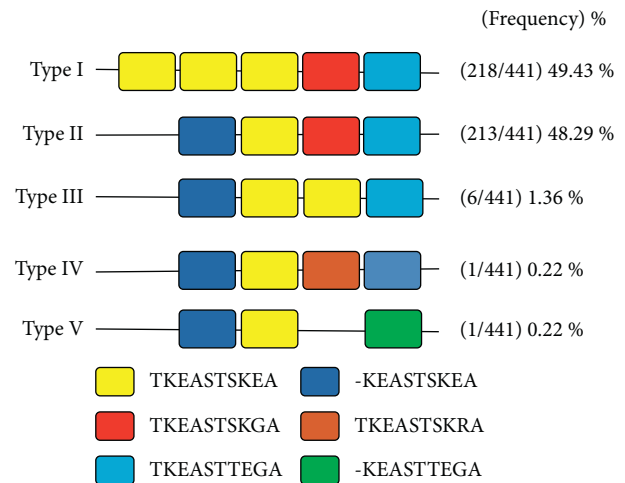 (Frequency) %
Type I (218/441) 49.43 %
Type II (213/441) 48.29 %
Type III (6/441) 1.36 %
Type IV (1/441) 0.22 %
Type V (1/441) 0.22 %
TKEASTSKEA -KEASTSKEA
TKEASTSKGA TKEASTSKRA
TKEASTTEGA -KEASTTEGA